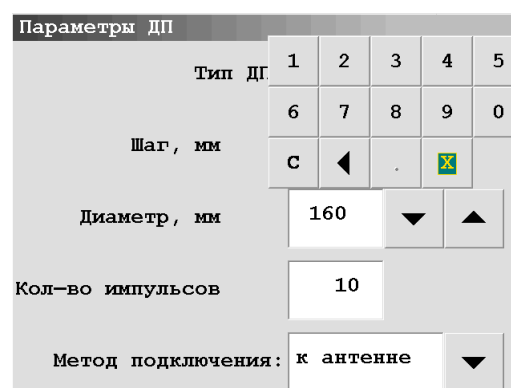 Параметры ДП
Тип ДП
1 2 3 4 5
6 7 8 9 0
Шаг, мм
C ◀ . X
Диаметр, мм 160
Кол-во импульсов 10
Метод подключения: к антенне